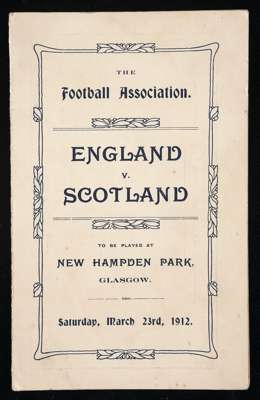 THE
Football Association.
ENGLAND
V.
SCOTLAND
TO BE PLAYED AT
NEW HAMPDEN PARK,
GLASGOW.
Saturday, March 23rd, 1912.